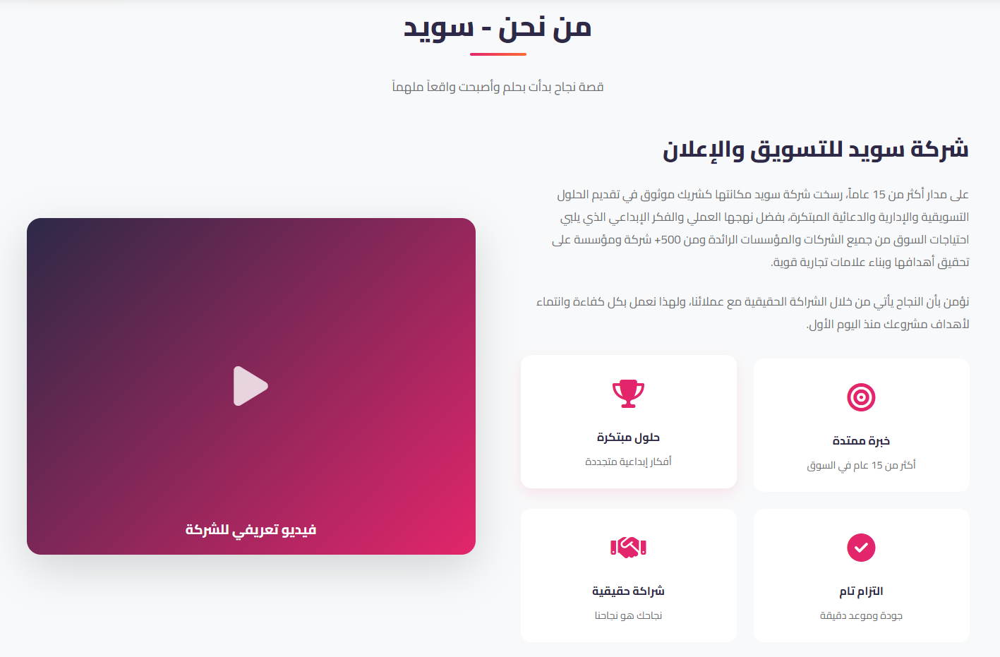 من نحن - سويد
قصة نجاح بدأت بحلم وأصبحت واقعاً ملهماً
شركة سويد للتسويق والإعلان
على مدار أكثر من 15 عاماً، رسخت شركة سويد مكانتها كشريك موثوق في تقديم الحلول
التسويقية والإدارية والدعائية المبتكرة، بفضل نهجها العملي والفكر الإبداعي الذي يلبي
احتياجات السوق من جميع الشركات والمؤسسات الرائدة ومن 500+ شركة ومؤسسة على
تحقيق أهدافها وبناء علامات تجارية قوية.
نؤمن بأن النجاح يأتي من خلال الشراكة الحقيقية مع عملائنا، ولهذا نعمل بكل كفاءة وانتماء
لأهداف مشروعك منذ اليوم الأول.
خبرة ممتدة
أكثر من 15 عام في السوق
حلول مبتكرة
أفكار إبداعية متجددة
التزام تام
جودة وموعد دقيقة
شراكة حقيقية
نجاحك هو نجاحنا
فيديو تعريفي للشركة